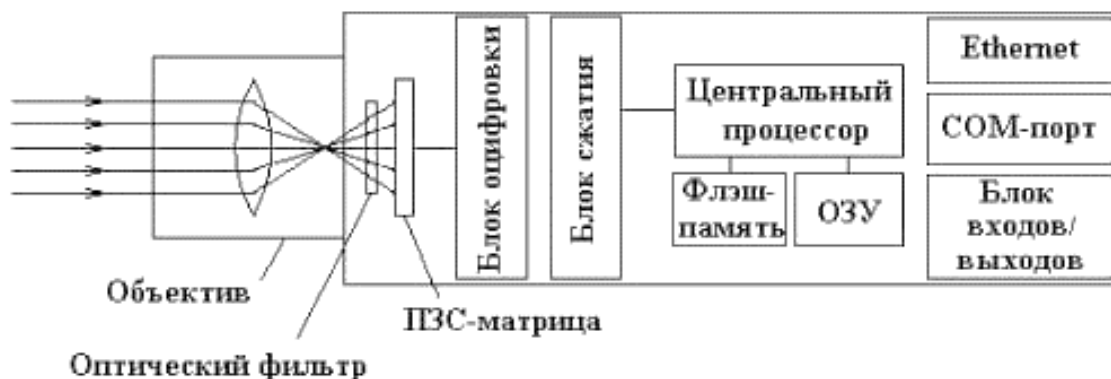 Объектив
Оптический фильтр
ПЗС-матрица
Блок оцифровки
Блок сжатия
Центральный
процессор
Флэш-
память
ОЗУ
Ethernet
COM-порт
Блок
входов/
выходов